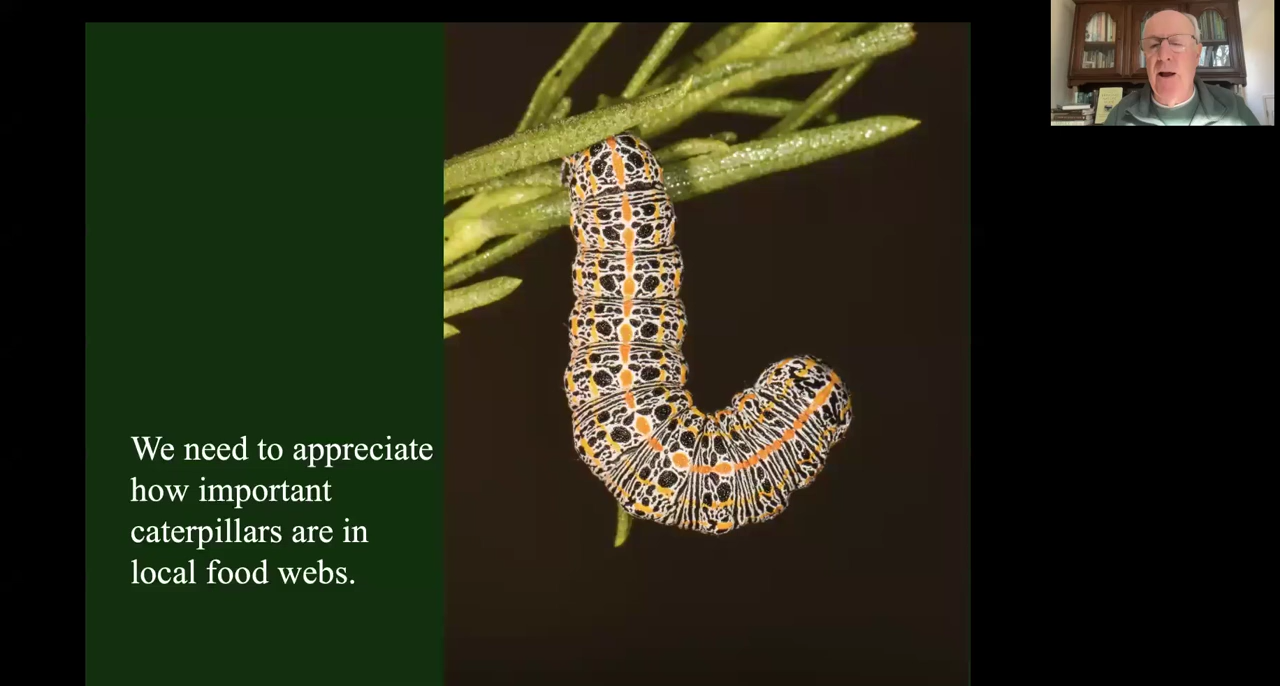 We need to appreciate
how important
caterpillars are in
local food webs.